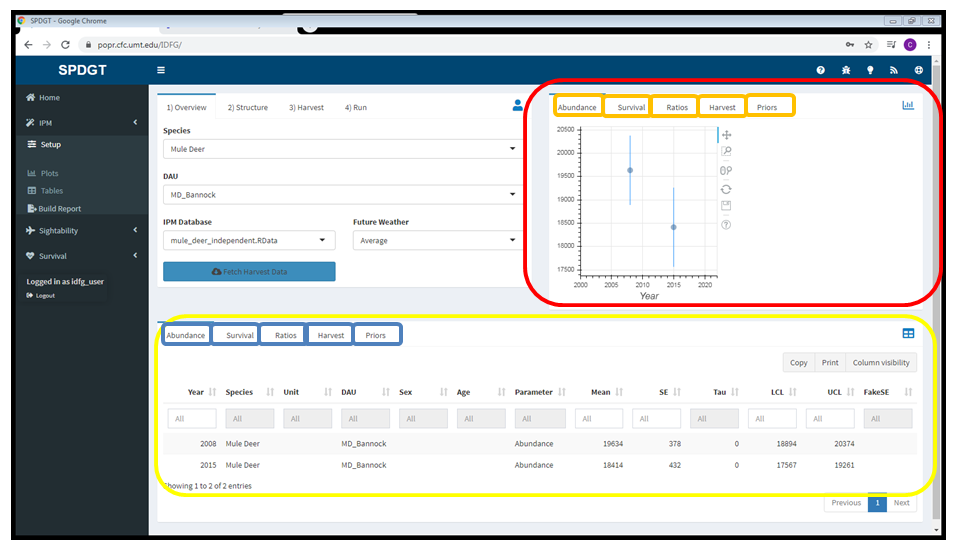 SPDGT - Google Chrome
popr.cfc.umt.edu/IDFG/
SPDGT
Home
IPM
Setup
Plots
Tables
Build Report
Sightability
Survival
Logged in as idfg_user
Logout
1) Overview 2) Structure 3) Harvest 4) Run
Species
Mule Deer
DAU
MD_Bannock
IPM Database Future Weather
mule_deer_independent.RData Average
Fetch Harvest Data
Abundance Survival Ratios Harvest Priors
20500
20000
19500
19000
18500
18000
17500
2000 2005 2010 2015 2020
Year
Abundance Survival Ratios Harvest Priors
Copy Print Column visibility
Year Species Unit DAU Sex Age Parameter Mean SE Tau LCL UCL FakeSE
All All All All All All All All All All All All All
2008 Mule Deer MD_Bannock Abundance 19634 378 0 18894 20374
2015 Mule Deer MD_Bannock Abundance 18414 432 0 17567 19261
Showing 1 to 2 of 2 entries
Previous 1 Next